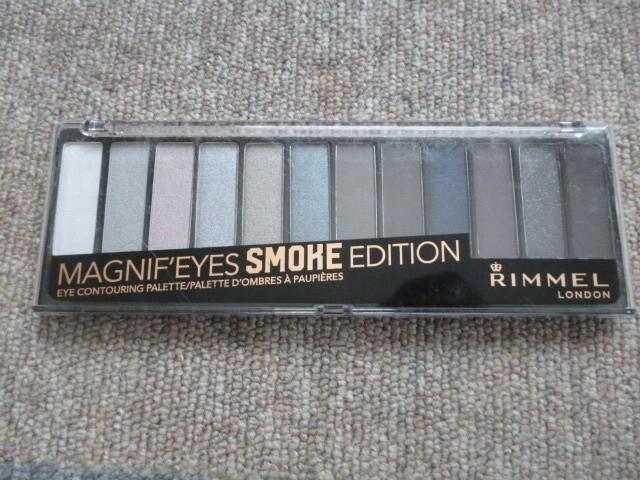 MAGNIF'EYES SMOKE EDITION
EYE CONTOURING PALETTE/PALETTE D'OMBRES À PAUPIÈRES
RIMMEL
LONDON